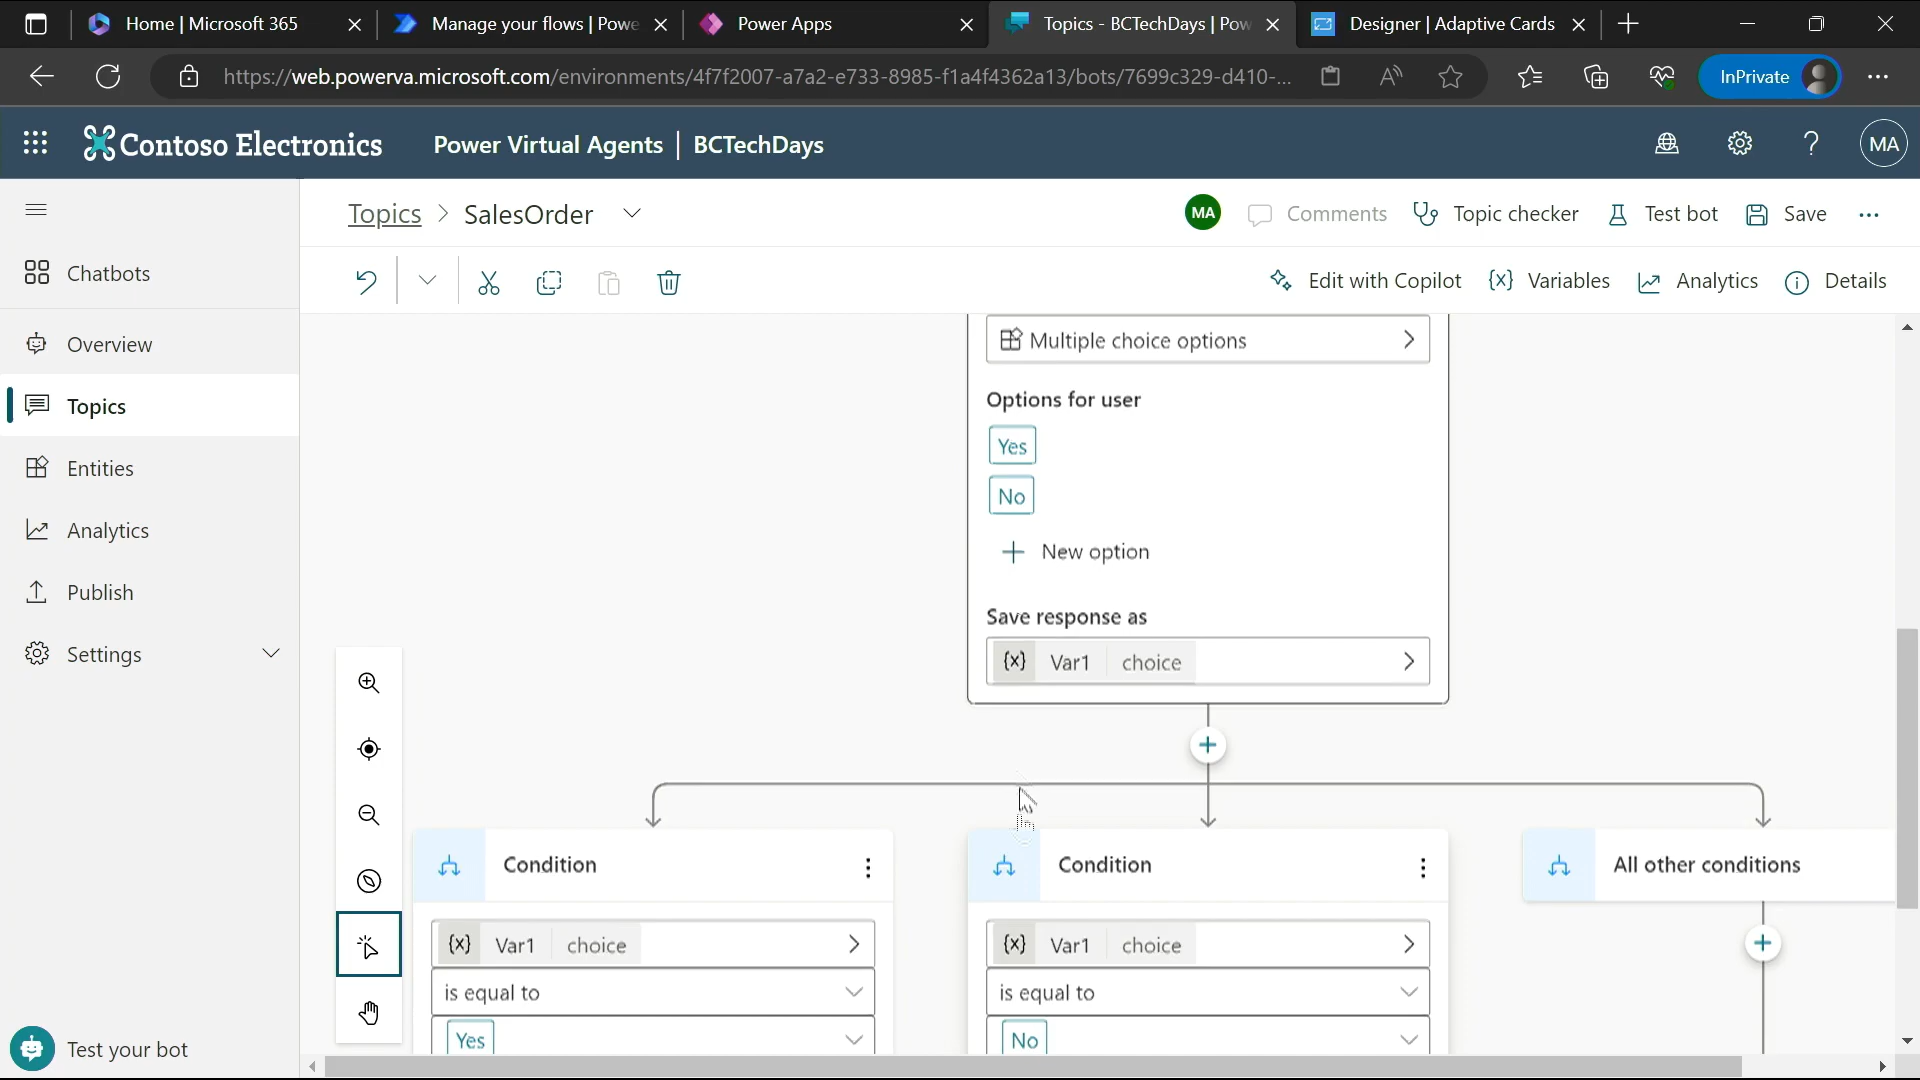 Home | Microsoft 365
Manage your flows | Powe
Power Apps
Topics - BCTechDays | Pow
Designer | Adaptive Cards
https://web.powerva.microsoft.com/environments/4f7f2007-a7a2-e733-8985-f1a4f4362a13/bots/7699c329-d410-...
InPrivate
Contoso Electronics
Power Virtual Agents | BCTechDays
MA
Topics > SalesOrder
MA
Comments
Topic checker
Test bot
Save
Edit with Copilot
{x} Variables
Analytics
Details
Chatbots
Overview
Topics
Entities
Analytics
Publish
Settings
Test your bot
Multiple choice options
Options for user
Yes
No
New option
Save response as
{x} Var1 choice
Condition
{x} Var1 choice
is equal to
Yes
Condition
{x} Var1 choice
is equal to
No
All other conditions